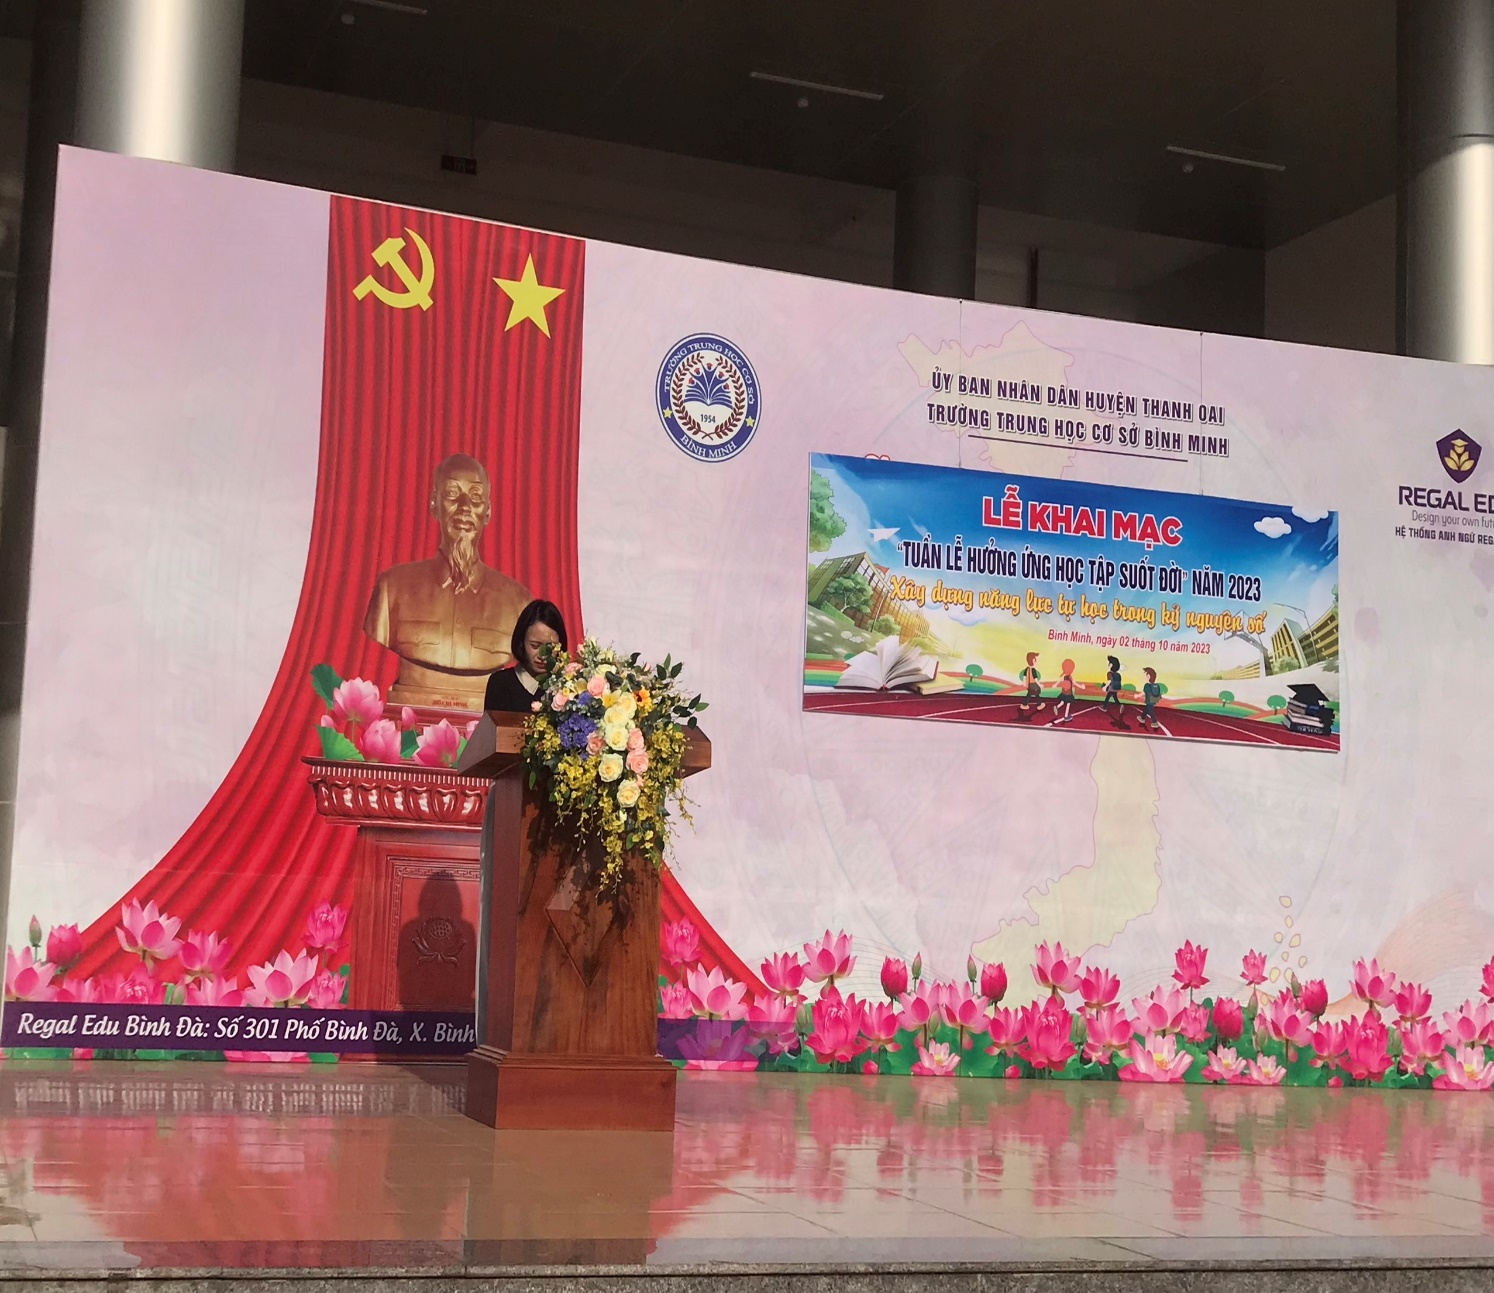 TRƯỜNG TRUNG HỌC CƠ SỞ
1954
BÌNH MINH
ỦY BAN NHÂN DÂN HUYỆN THANH OAI
TRƯỜNG TRUNG HỌC CƠ SỞ BÌNH MINH
LỄ KHAI MẠC
“TUẦN LỄ HƯỞNG ỨNG HỌC TẬP SUỐT ĐỜI” NĂM 2023
Xây dựng năng lực tự học trong kỷ nguyên số
Bình Minh, ngày 02 tháng 10 năm 2023
REGAL ED
Design your own futu
HỆ THỐNG ANH NGỮ REGA
Regal Edu Bình Đà: Số 301 Phố Bình Đà, X. Bình